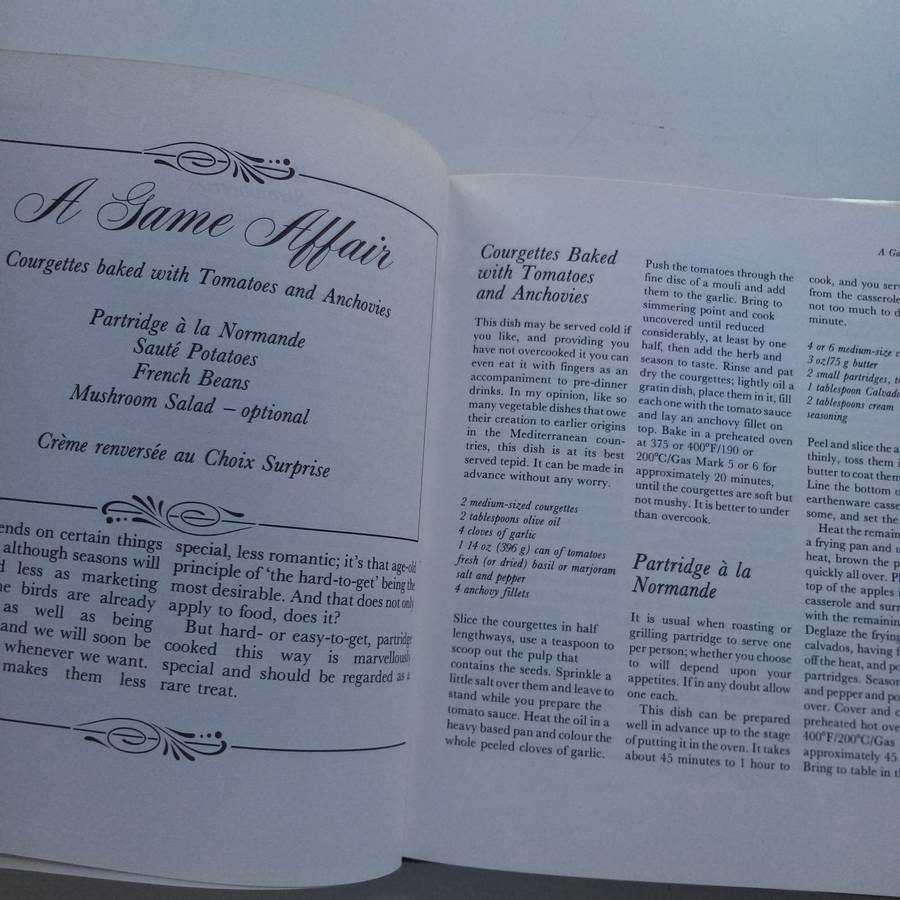 A Game Affair
Courgettes baked with Tomatoes and Anchovies
Partridge à la Normande
Sauté Potatoes
French Beans
Mushroom Salad – optional
Crème renversée au Choix Surprise
ends on certain things
although seasons will
less as marketing
birds are already
as well as being
and we will soon be
whenever we want.
makes them less
special, less romantic; it's that age-old
principle of 'the hard-to-get' being the
most desirable. And that does not only
apply to food, does it?
But hard- or easy-to-get, partridge
cooked this way is marvellously
special and should be regarded as a
rare treat.
Courgettes Baked
with Tomatoes
and Anchovies
This dish may be served cold if
you like, and providing you
have not overcooked it you can
even eat it with fingers as an
accompaniment to pre-dinner
drinks. In my opinion, like so
many vegetable dishes that owe
their creation to earlier origins
in the Mediterranean coun-
tries, this dish is at its best
served tepid. It can be made in
advance without any worry.
2 medium-sized courgettes
2 tablespoons olive oil
4 cloves of garlic
1 14 oz (396 g) can of tomatoes
fresh (or dried) basil or marjoram
salt and pepper
4 anchovy fillets
Slice the courgettes in half
lengthways, use a teaspoon to
scoop out the pulp that
contains the seeds. Sprinkle a
little salt over them and leave to
stand while you prepare the
tomato sauce. Heat the oil in a
heavy based pan and colour the
whole peeled cloves of garlic.
Push the tomatoes through the
fine disc of a mouli and add
them to the garlic. Bring to
simmering point and cook
uncovered until reduced
considerably, at least by one
half, then add the herb and
season to taste. Rinse and pat
dry the courgettes; lightly oil a
gratin dish, place them in it, fill
each one with the tomato sauce
and lay an anchovy fillet on
top. Bake in a preheated oven
at 375 or 400°F/190 or
200°C/Gas Mark 5 or 6 for
approximately 20 minutes,
until the courgettes are soft but
not mushy. It is better to under
than overcook.
Partridge à la
Normande
It is usual when roasting or
grilling partridge to serve one
per person; whether you choose
to will depend upon your
appetites. If in any doubt allow
one each.
This dish can be prepared
well in advance up to the stage
of putting it in the oven. It takes
about 45 minutes to 1 hour to
A Ga
cook, and you serv
from the casserole
not too much to d
minute.
4 or 6 medium-size
3 oz/75 g butter
2 small partridges,
1 tablespoon Calvado
2 tablespoons cream
seasoning
Peel and slice the a
thinly, toss them i
butter to coat them
Line the bottom o
earthenware casse
some, and set the
Heat the remain
a frying pan and
heat, brown the p
quickly all over. Pl
top of the apples i
casserole and surr
with the remainin
Deglaze the frying
calvados, having f
off the heat, and po
partridges. Season
and pepper and po
over. Cover and c
preheated hot ove
400°F/200°C/Gas
approximately 45
Bring to table in th